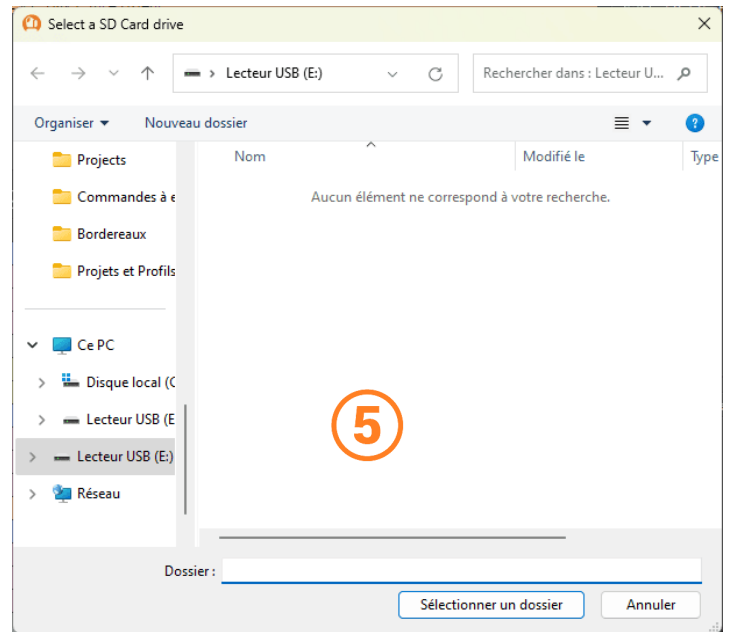 Select a SD Card drive
Lecteur USB (E:)
Rechercher dans : Lecteur U...
Organiser
Nouveau dossier
?
Nom
Modifié le
Type
Projects
Commandes à e
Bordereaux
Projets et Profils
Aucun élément ne correspond à votre recherche.
Ce PC
Disque local (C
Lecteur USB (E
Lecteur USB (E:)
Réseau
5
Dossier :
Sélectionner un dossier
Annuler